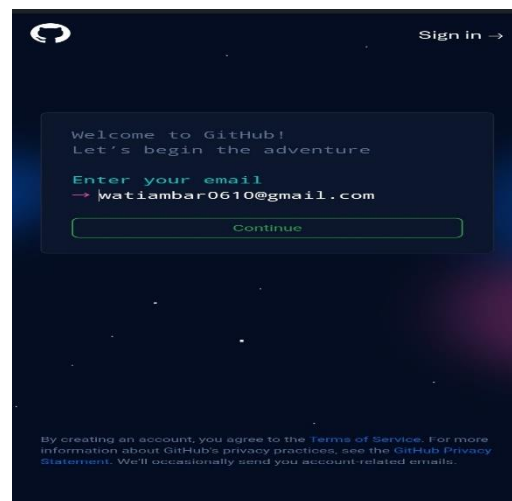 Sign in →
Welcome to GitHub!
Let's begin the adventure
Enter your email
→ watiambar0610@gmail.com
Continue
By creating an account, you agree to the Terms of Service. For more
information about GitHub's privacy practices, see the GitHub Privacy
Statement. We'll occasionally send you account-related emails.